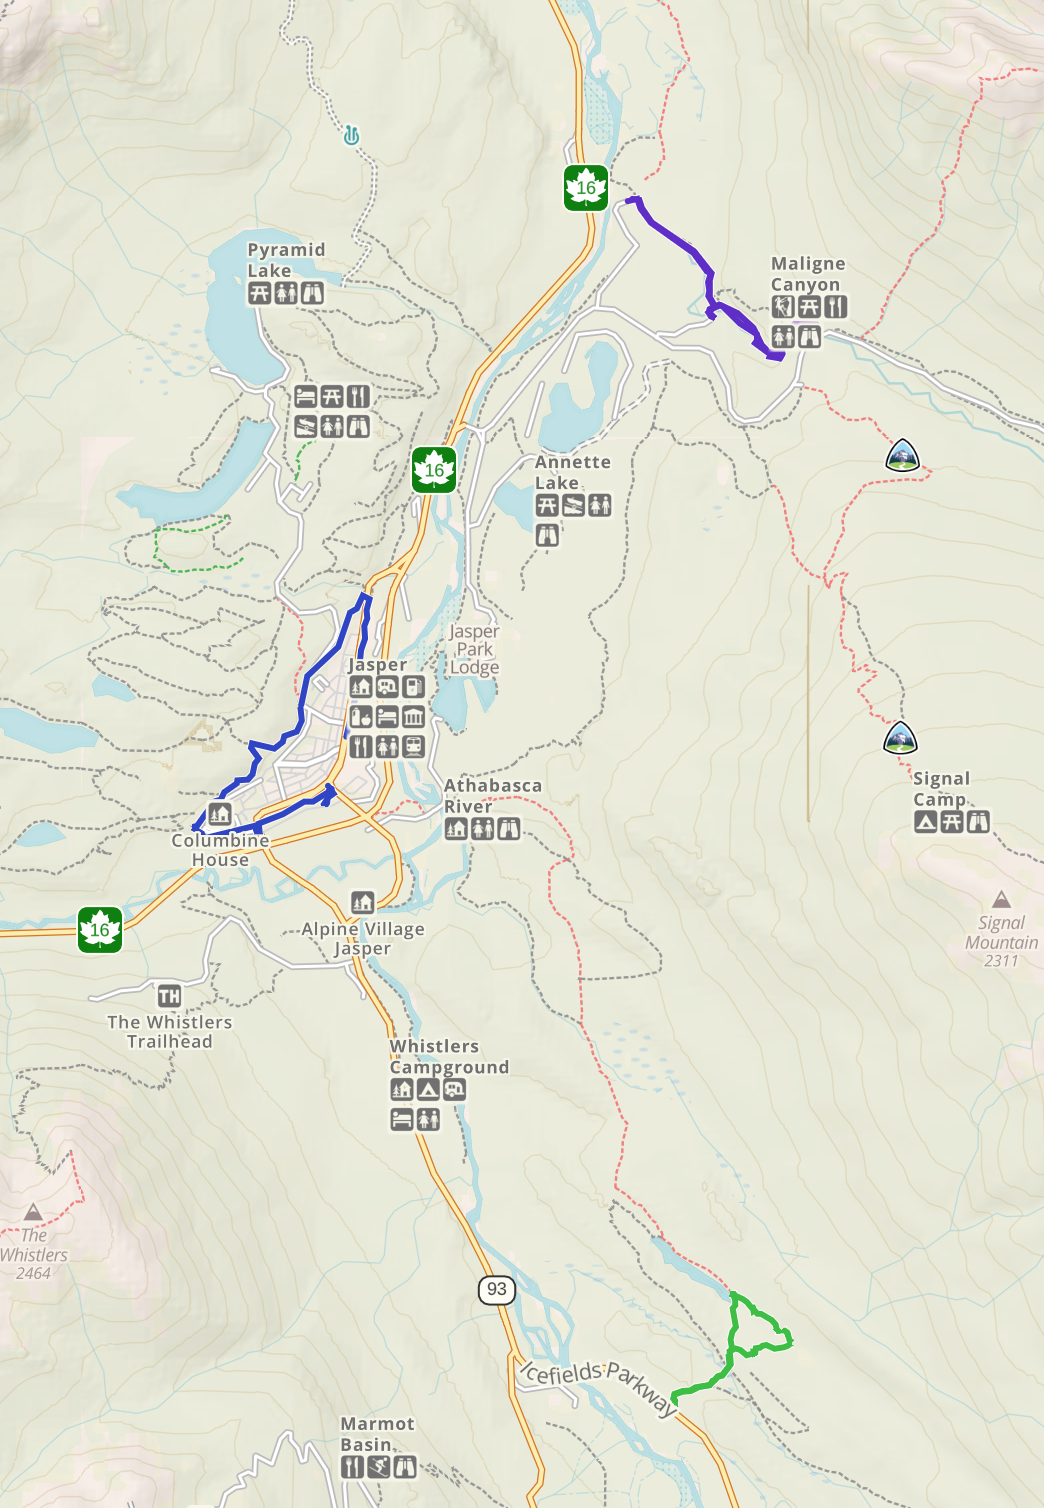 16
Pyramid
Lake
Maligne
Canyon
16
Annette
Lake
Jasper
Park
Lodge
Jasper
Signal
Camp
Athabasca
River
Columbine
House
16
Alpine Village
Jasper
Signal
Mountain
2311
TH
The Whistlers
Trailhead
Whistlers
Campground
The
Whistlers
2464
93
Icefields Parkway
Marmot
Basin